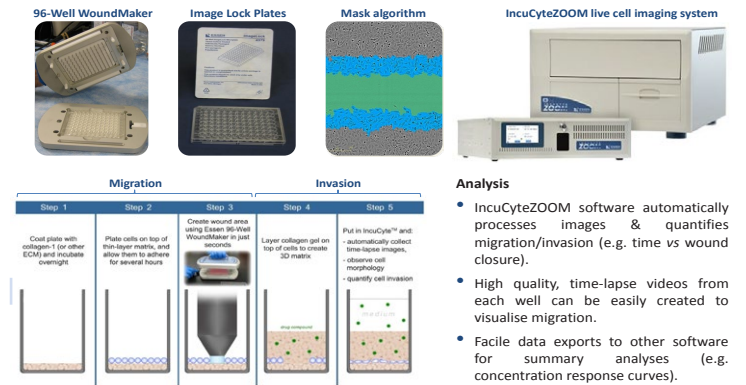 96-Well WoundMaker
Image Lock Plates
Mask algorithm
IncuCyteZOOM live cell imaging system
ZOOM
ZOOM
Migration
Invasion
Step 1
Step 2
Step 3
Step 4
Step 5
Coat plate with
collagen-1 (or other
ECM) and incubate
overnight
Plate cells on top of
thin-layer matrix, and
allow them to adhere
for several hours
Create wound area
using Essen 96-Well
WoundMaker in just
seconds
Layer collagen gel on
top of cells to create
3D matrix
Put in IncuCyte™ and:
- automatically collect
time-lapse images,
- observe cell
morphology
- quantify cell invasion
drug compound
Analysis
• IncuCyteZOOM software automatically
processes images & quantifies
migration/invasion (e.g. time vs wound
closure).
• High quality, time-lapse videos from
each well can be easily created to
visualise migration.
• Facile data exports to other software
for summary analyses (e.g.
concentration response curves).